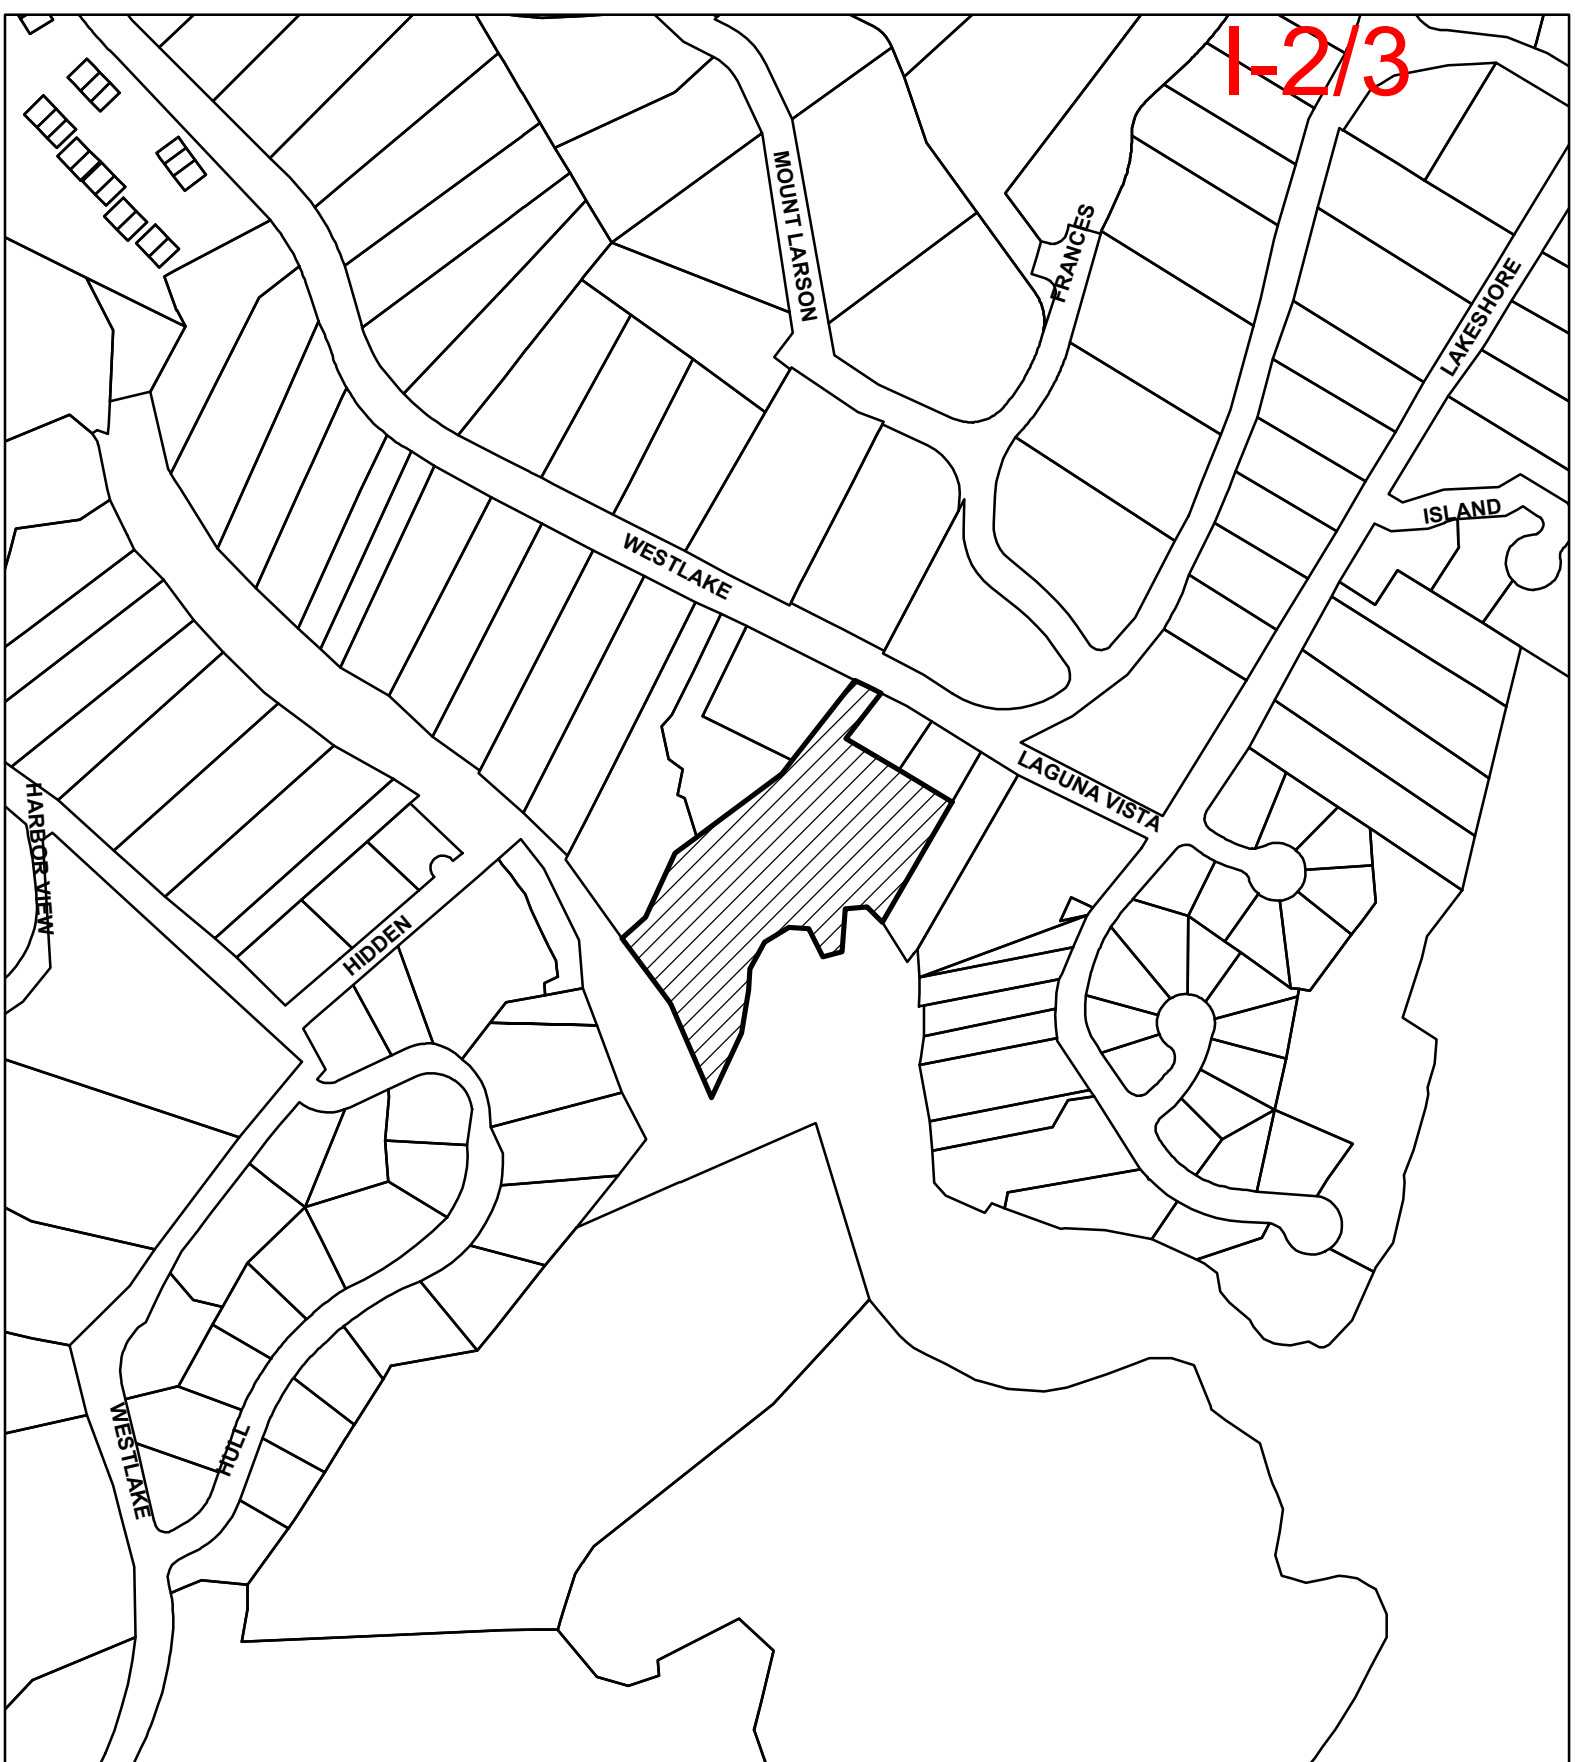 I-2/3
MOUNT LARSON
FRANCES
LAKESHORE
ISLAND
WESTLAKE
LAGUNA VISTA
HARBOR VIEW
HIDDEN
WESTLAKE
HULL